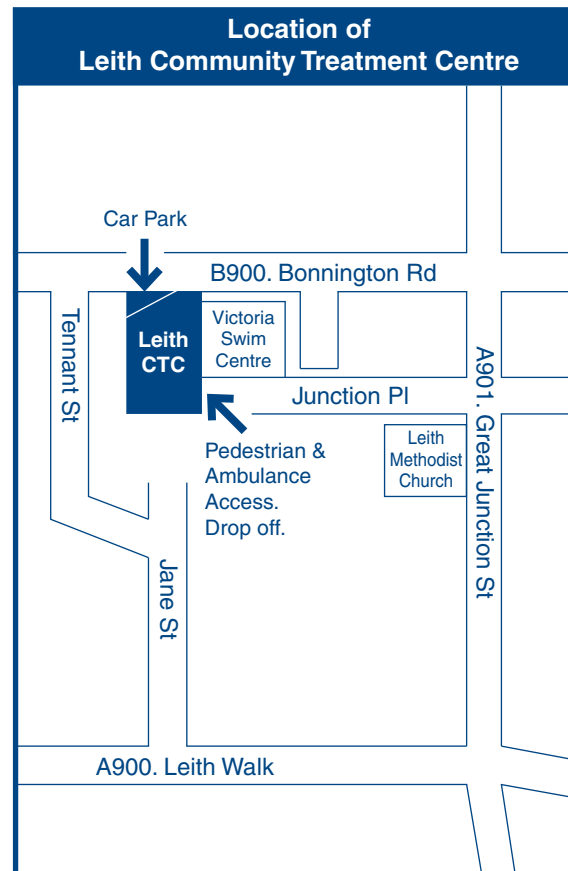 Location of
Leith Community Treatment Centre
Car Park
B900. Bonnington Rd
Tennant St
Leith
CTC
Victoria
Swim
Centre
Junction Pl
A901. Great Junction St
Pedestrian &
Ambulance
Access.
Drop off.
Leith
Methodist
Church
Jane St
A900. Leith Walk